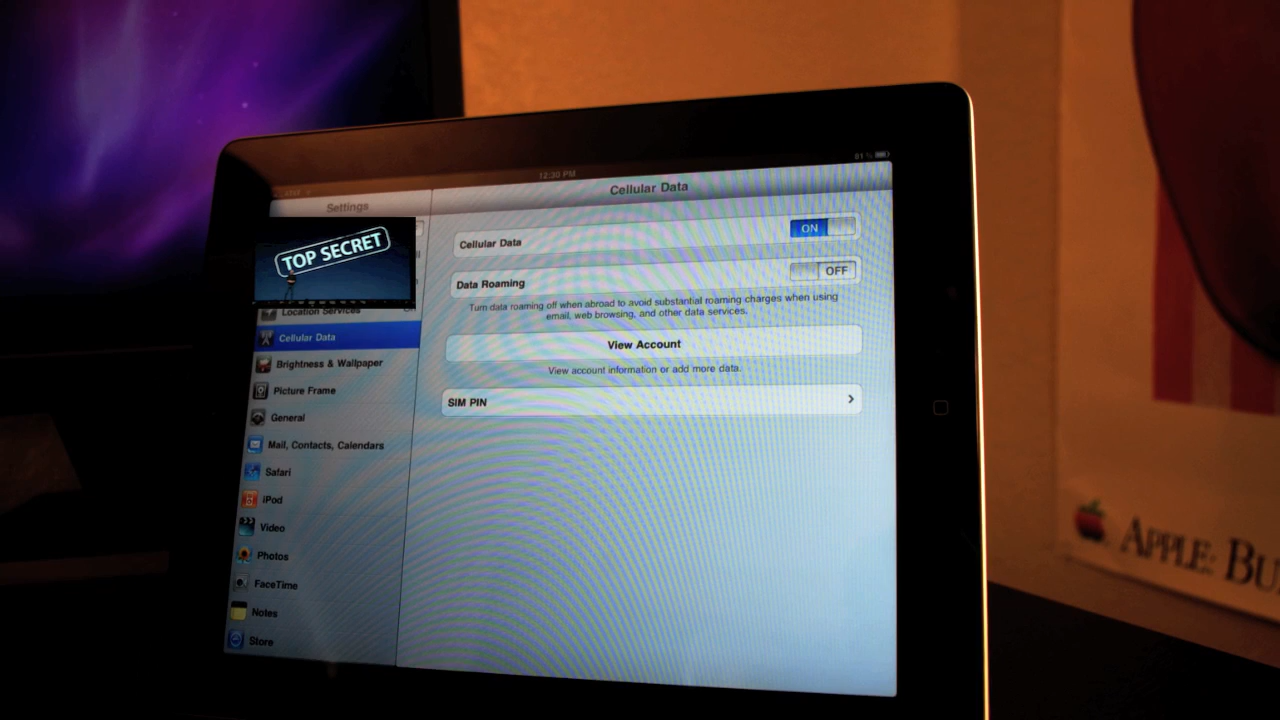 12:30 PM
81%
Settings
Cellular Data
TOP SECRET
Location Services
Cellular Data
Brightness & Wallpaper
Picture Frame
General
Mail, Contacts, Calendars
Safari
iPod
Video
Photos
FaceTime
Notes
Store
Cellular Data
ON
Data Roaming
OFF
Turn data roaming off when abroad to avoid substantial roaming charges when using
email, web browsing, and other data services.
View Account
View account information or add more data.
SIM PIN
APPLE: